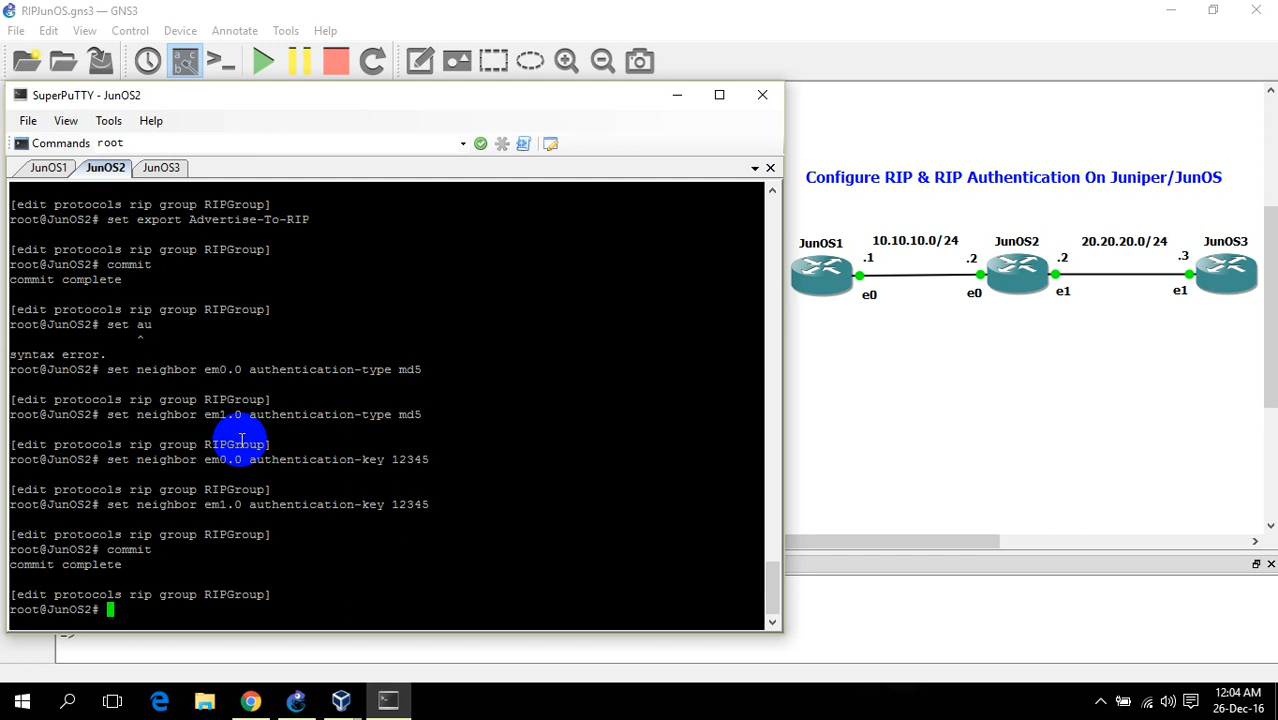 RIPJunOS.gns3 — GNS3
File Edit View Control Device Annotate Tools Help
SuperPuTTY - JunOS2
File View Tools Help
Commands root
JunOS1 JunOS2 JunOS3
[edit protocols rip group RIPGroup]
root@JunOS2# set export Advertise-To-RIP
[edit protocols rip group RIPGroup]
root@JunOS2# commit
commit complete
[edit protocols rip group RIPGroup]
root@JunOS2# set au
^
syntax error.
root@JunOS2# set neighbor em0.0 authentication-type md5
[edit protocols rip group RIPGroup]
root@JunOS2# set neighbor em1.0 authentication-type md5
[edit protocols rip group RIPGroup]
root@JunOS2# set neighbor em0.0 authentication-key 12345
[edit protocols rip group RIPGroup]
root@JunOS2# set neighbor em1.0 authentication-key 12345
[edit protocols rip group RIPGroup]
root@JunOS2# commit
commit complete
[edit protocols rip group RIPGroup]
root@JunOS2#
=>
Configure RIP & RIP Authentication On Juniper/JunOS
JunOS1 10.10.10.0/24 JunOS2 20.20.20.0/24 JunOS3
.1 .2 .2 .3
e0 e0 e1 e1
12:04 AM
26-Dec-16